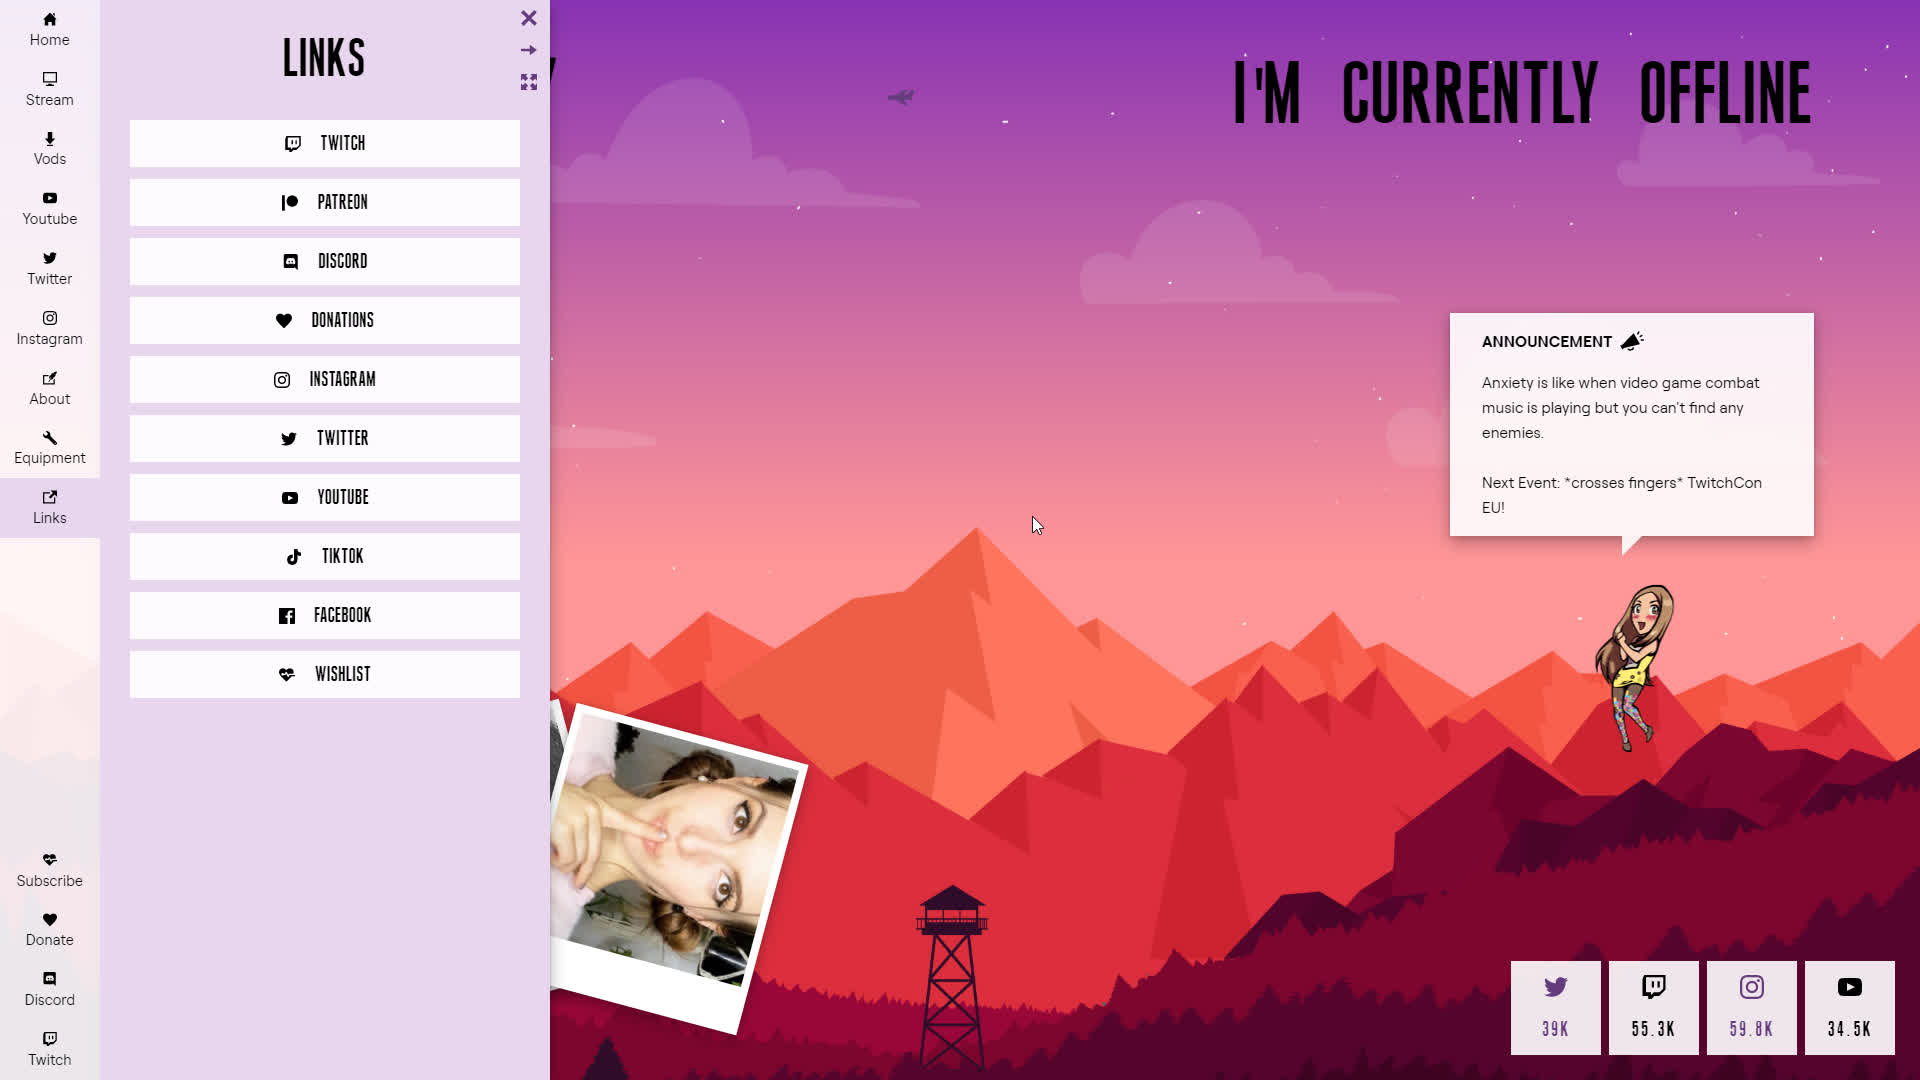 Home
Stream
Vods
Youtube
Twitter
Instagram
About
Equipment
Links
Subscribe
Donate
Discord
Twitch
LINKS
TWITCH
PATREON
DISCORD
DONATIONS
INSTAGRAM
TWITTER
YOUTUBE
TIKTOK
FACEBOOK
WISHLIST
I'M CURRENTLY OFFLINE
ANNOUNCEMENT
Anxiety is like when video game combat
music is playing but you can't find any
enemies.
Next Event: *crosses fingers* TwitchCon
EU!
39K
55.3K
59.8K
34.5K